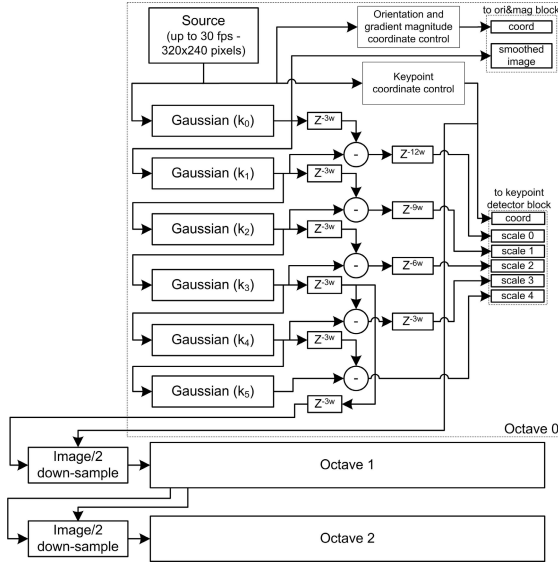 Source
(up to 30 fps -
320x240 pixels)
Orientation and
gradient magnitude
coordinate control
to ori&mag block
coord
smoothed
image
Keypoint
coordinate control
Gaussian (k₀)
Z⁻³ʷ
-
Z⁻¹²ʷ
Gaussian (k₁)
Z⁻³ʷ
to keypoint
detector block
coord
-
Z⁻⁹ʷ
scale 0
Gaussian (k₂)
Z⁻³ʷ
scale 1
-
Z⁻⁶ʷ
scale 2
Gaussian (k₃)
Z⁻³ʷ
scale 3
scale 4
-
Z⁻³ʷ
Gaussian (k₄)
Z⁻³ʷ
-
Gaussian (k₅)
Z⁻³ʷ
Octave 0
Image/2
down-sample
Octave 1
Image/2
down-sample
Octave 2